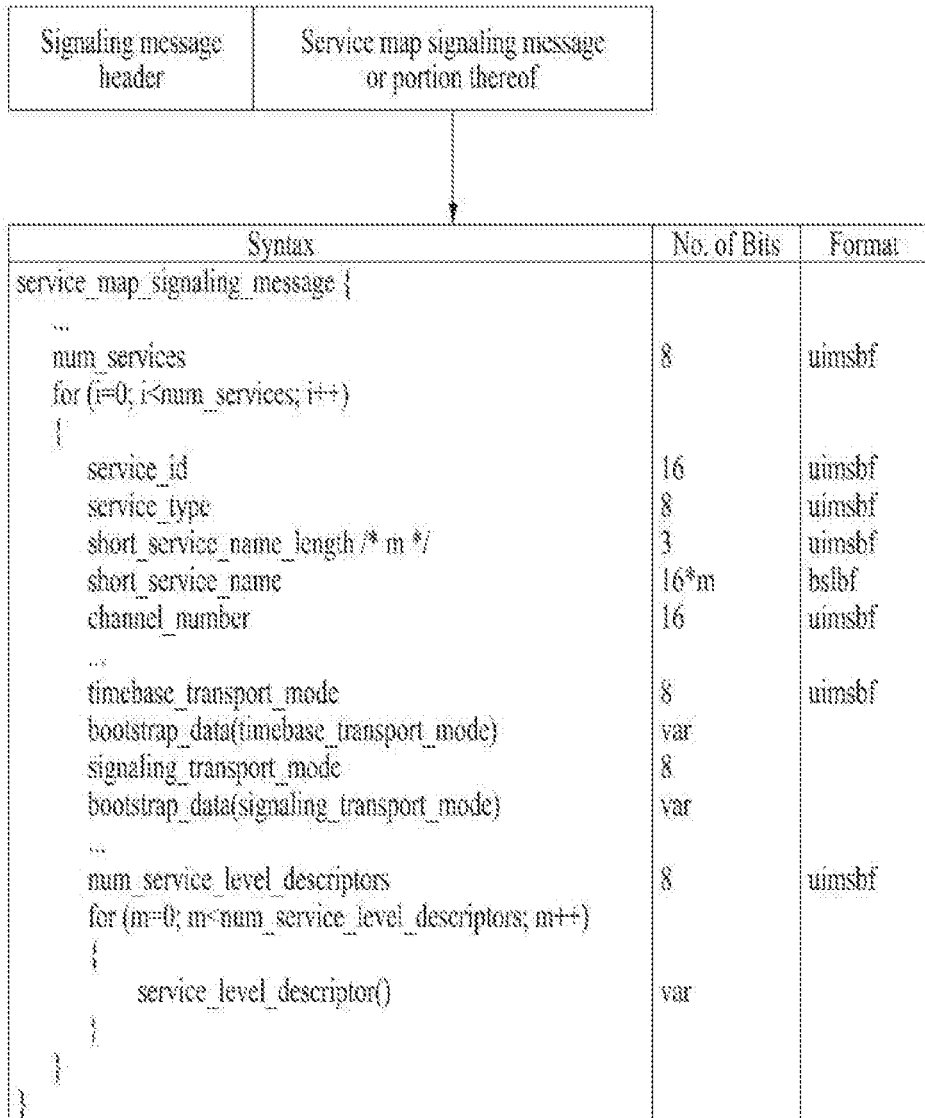 Signaling message
header
Service map signaling message
or portion thereof
Syntax No. of Bits Format
service_map_signaling_message {
...
num_services 8 uimsbf
for (i=0; i<num_services; i++)
{
service_id 16 uimsbf
service_type 8 uimsbf
short_service_name_length /* m */ 3 uimsbf
short_service_name 16*m bslbf
channel_number 16 uimsbf
...
timebase_transport_mode 8 uimsbf
bootstrap_data(timebase_transport_mode) var
signaling_transport_mode 8
bootstrap_data(signaling_transport_mode) var
...
num_service_level_descriptors 8 uimsbf
for (m=0; m<num_service_level_descriptors; m++)
{
service_level_descriptor() var
}
}
}